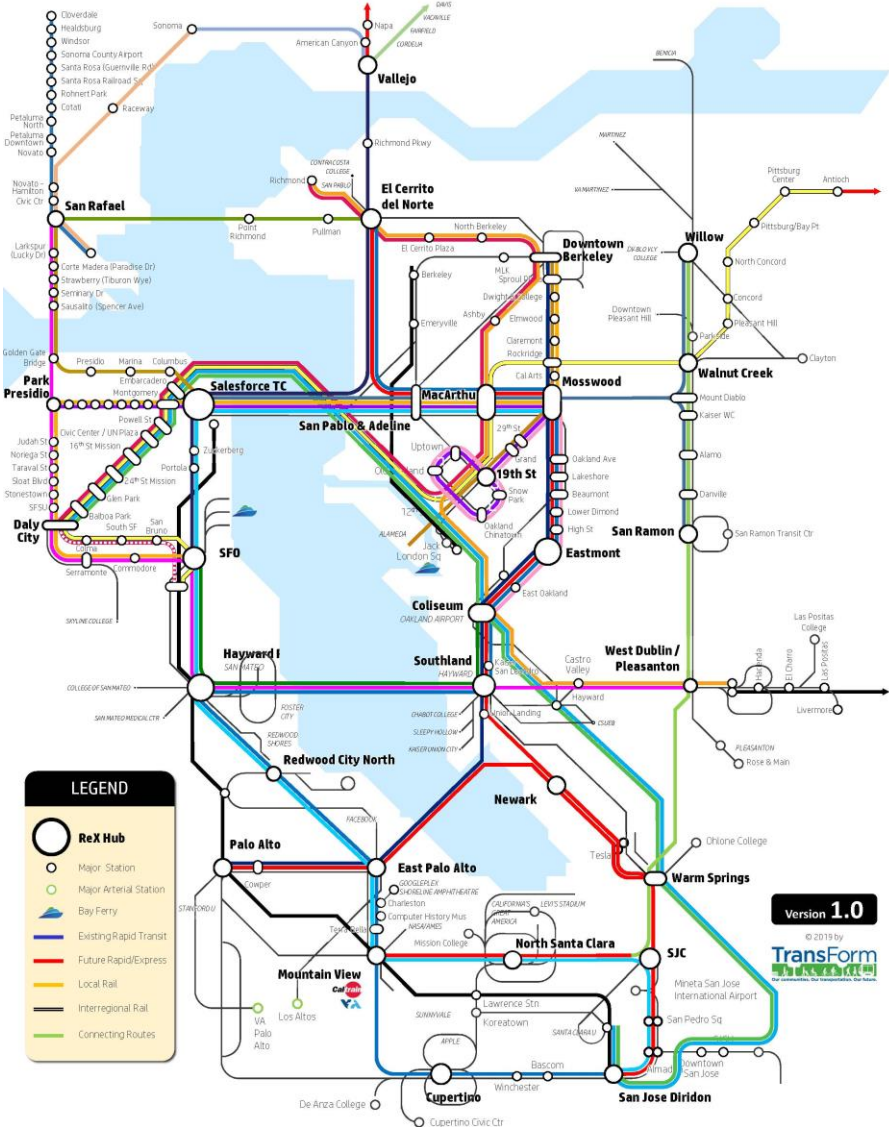 Cloverdale
Healdsburg
Windsor
Sonoma County Airport
Santa Rosa (Guernville Rd)
Santa Rosa Railroad Sq
Rohnert Park
Cotati
Petaluma
North
Petaluma
Downtown
Novato
Novato -
Hamilton
Civic Ctr
San Rafael
Larkspur
(Lucky Dr)
Corte Madera (Paradise Dr)
Strawberry (Tiburon Wye)
Seminary Dr
Sausalito (Spencer Ave)
Golden Gate
Bridge
Park
Presidio
Judah St
Noriega St
Taraval St
Sloat Blvd
Stonestown
SFSU
Daly
City
Sonoma
Raceway
Napa
American Canyon
DAVIS
VACAVILLE
FAIRFIELD
CORDELIA
Vallejo
Richmond Pkwy
CONTRA COSTA
COLLEGE
SAN PABLO
Richmond
El Cerrito
del Norte
Point
Richmond
Pullman
El Cerrito Plaza
North Berkeley
Downtown
Berkeley
MLK
Berkeley
Emeryville
Ashby
Elmwood
Claremont
Rockridge
Cal Arts
BENICIA
MARTINEZ
VA MARTINEZ
Willow
DIABLO VLY
COLLEGE
Downtown
Pleasant Hill
Parkside
Pittsburg
Center
Antioch
Pittsburg/Bay Pt
North Concord
Concord
Pleasant Hill
Clayton
Walnut Creek
Mount Diablo
Kaiser WC
Alamo
Danville
San Ramon
San Ramon Transit Ctr
Presidio
Marina
Columbus
Embarcadero
Montgomery
Powell St
Civic Center / UN Plaza
16th St Mission
24th St Mission
Glen Park
Balboa Park
Salesforce TC
San Pablo & Adeline
MacArthu
Mosswood
Zuckerberg
Portola
Uptown
29th St
Grand
19th St
Snow
Park
Oakland
Chinatown
12th
ALAMEDA
Jack
London Sq
Oakland Ave
Lakeshore
Beaumont
Lower Dimond
High St
Eastmont
East Oakland
South SF
San
Bruno
Colma
Serramonte
Commodore
SFO
SKYLINE COLLEGE
Coliseum
OAKLAND AIRPORT
Southland
HAYWARD
Castro
Valley
Hayward
West Dublin /
Pleasanton
Las Positas
College
Hacienda
El Charro
Las Positas
Livermore
PLEASANTON
Rose & Main
Hayward
SAN MATEO
COLLEGE OF SAN MATEO
SAN MATEO MEDICAL CTR
FOSTER
CITY
REDWOOD
SHORES
CHABOT COLLEGE
SLEEPY HOLLOW
KAISER UNION CITY
Union Landing
CSUEB
Redwood City North
Newark
FACEBOOK
Tesla
Ohlone College
Warm Springs
Palo Alto
Cowper
East Palo Alto
STANFORD U
GOOGLEPLEX
SHORELINE AMPHITHEATRE
Charleston
Computer History Mus
NASA/AMES
Terra Bella
Mission College
CALIFORNIA'S
GREAT
AMERICA
LEVI'S STADIUM
North Santa Clara
SJC
Mountain View
Caltrain
VTA
VA
Palo
Alto
Los Altos
SUNNYVALE
Lawrence Stn
Koreatown
SANTA CLARA U
Mineta San Jose
International Airport
San Pedro Sq
Downtown
San Jose
APPLE
Bascom
Winchester
Cupertino
De Anza College
Cupertino Civic Ctr
San Jose Diridon
LEGEND
ReX Hub
Major Station
Major Arterial Station
Bay Ferry
Existing Rapid Transit
Future Rapid/Express
Local Rail
Interregional Rail
Connecting Routes
Version 1.0
© 2019 by
TransForm
Our communities. Our transportation. Our future.